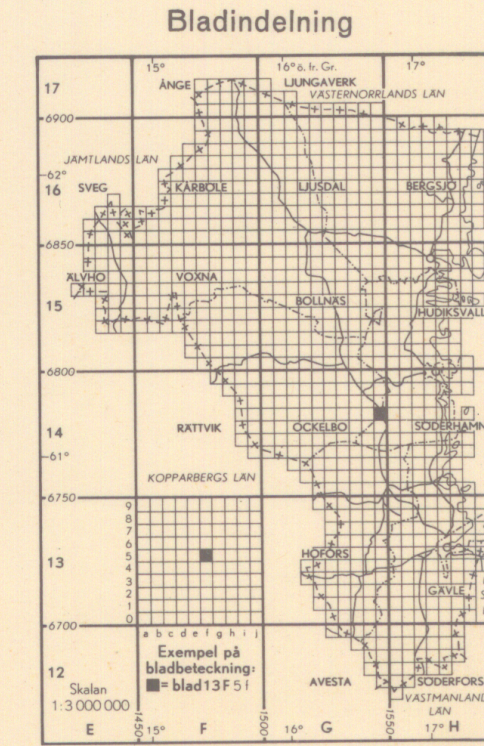 Bladindelning
15° 16° ö. fr. Gr. 17°
17 ÅNGE LJUNGAVERK
VÄSTERNORRLANDS LÄN
6900
JÄMTLANDS LÄN
62°
16 SVEG KÅRBÖLE LJUSDAL BERGSJÖ
6850
ÄLVHO VOXNA
BOLLNÄS
15 HUDIKSVALL
6800
14 RÄTTVIK OCKELBO SÖDERHAMN
61°
KOPPARBERGS LÄN
6750
9
8
7
6
5
4
3
2
1
0
13 HOFORS
GÄVLE
6700
a b c d e f g h i j
Exempel på
bladbeteckning:
= blad 13 F 5 f
12 AVESTA SÖDERFORS
Skalan
1:3 000 000
VÄSTMANLAND
LÄN
E 1450 15° F 1500 16° G 1550 17° H